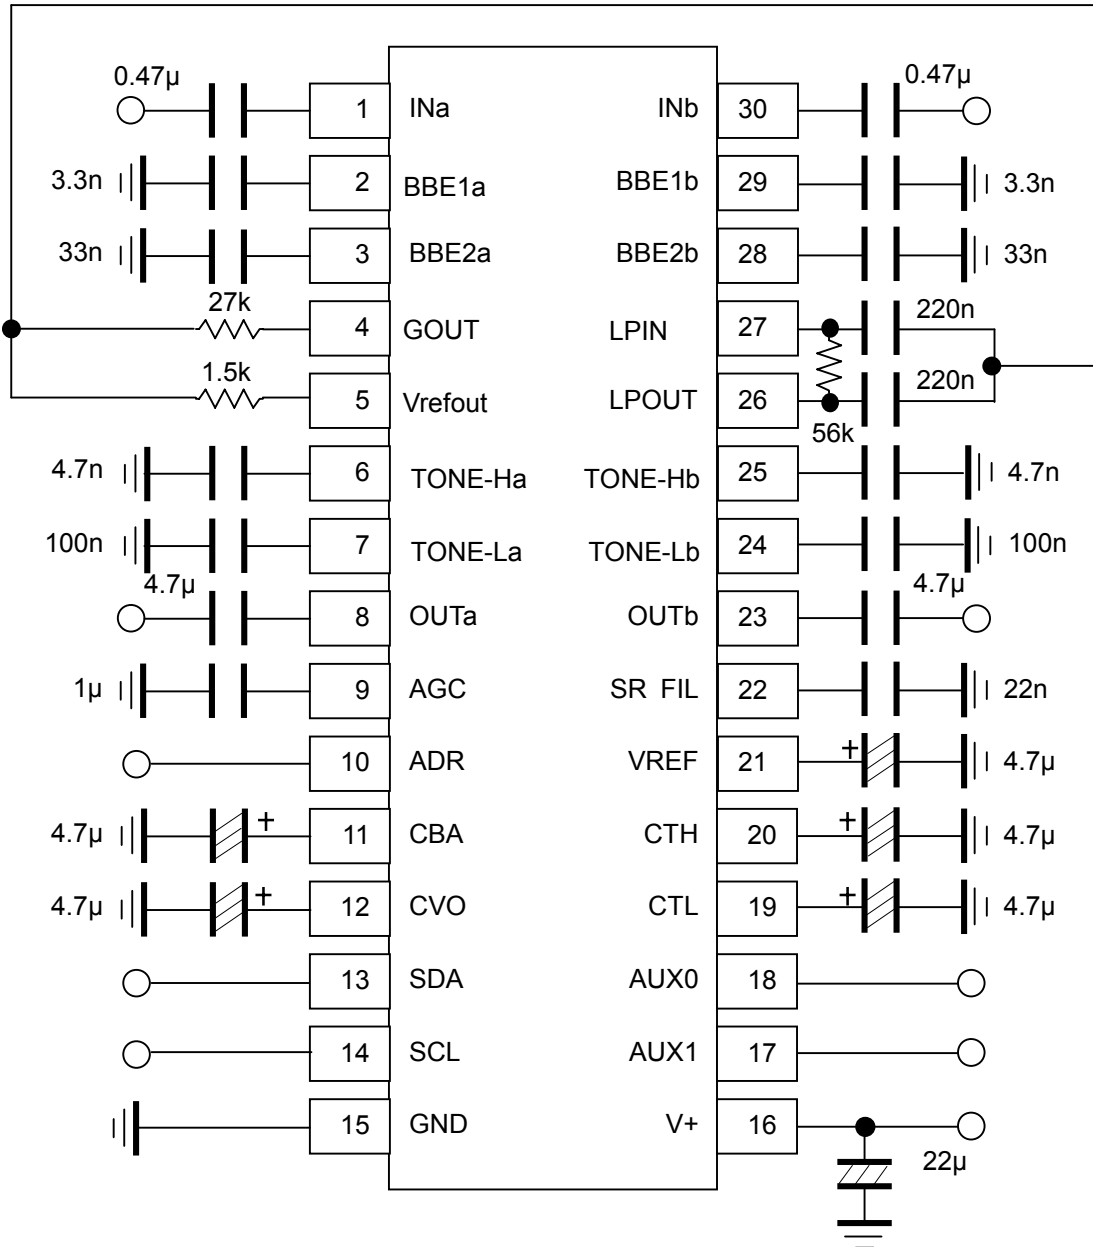 0.47µ 1 INa INb 30 0.47µ
3.3n 2 BBE1a BBE1b 29 3.3n
33n 3 BBE2a BBE2b 28 33n
27k 4 GOUT LPIN 27 220n
1.5k 5 Vrefout LPOUT 26 220n
56k
4.7n 6 TONE-Ha TONE-Hb 25 4.7n
100n 7 TONE-La TONE-Lb 24 100n
4.7µ 8 OUTa OUTb 23 4.7µ
1µ 9 AGC SR FIL 22 22n
10 ADR VREF 21 + 4.7µ
4.7µ + 11 CBA CTH 20 + 4.7µ
4.7µ + 12 CVO CTL 19 + 4.7µ
13 SDA AUX0 18
14 SCL AUX1 17
15 GND V+ 16
22µ